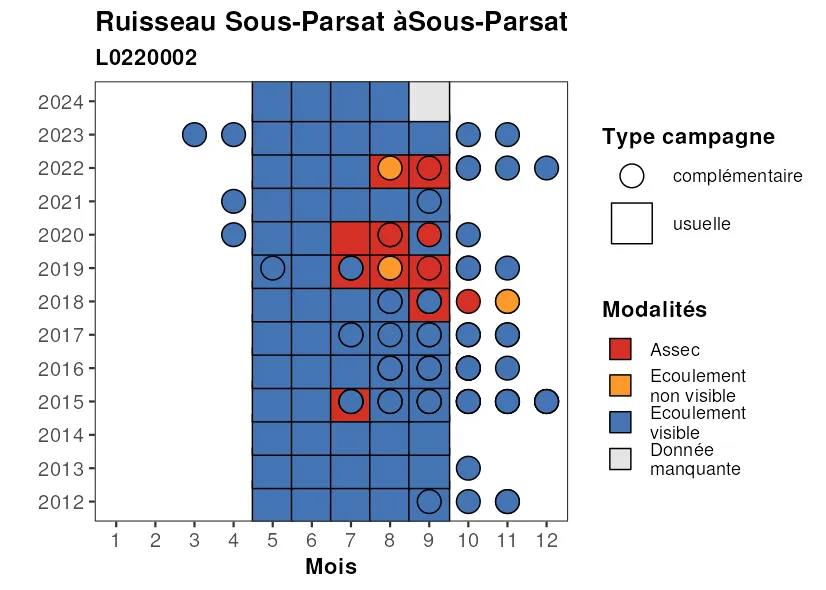 Ruisseau Sous-Parsat àSous-Parsat
L0220002
2024
2023
2022
2021
2020
2019
2018
2017
2016
2015
2014
2013
2012
1 2 3 4 5 6 7 8 9 10 11 12
Mois
Type campagne
complémentaire
usuelle
Modalités
Assec
Ecoulement
non visible
Ecoulement
visible
Donnée
manquante